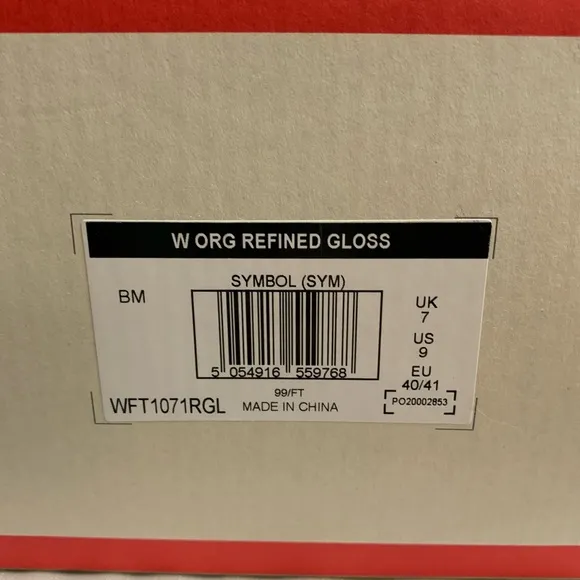 W ORG REFINED GLOSS
BM
SYMBOL (SYM)
5 054916 559768
99/FT
WFT1071RGL
MADE IN CHINA
UK
7
US
9
EU
40/41
PO20002853